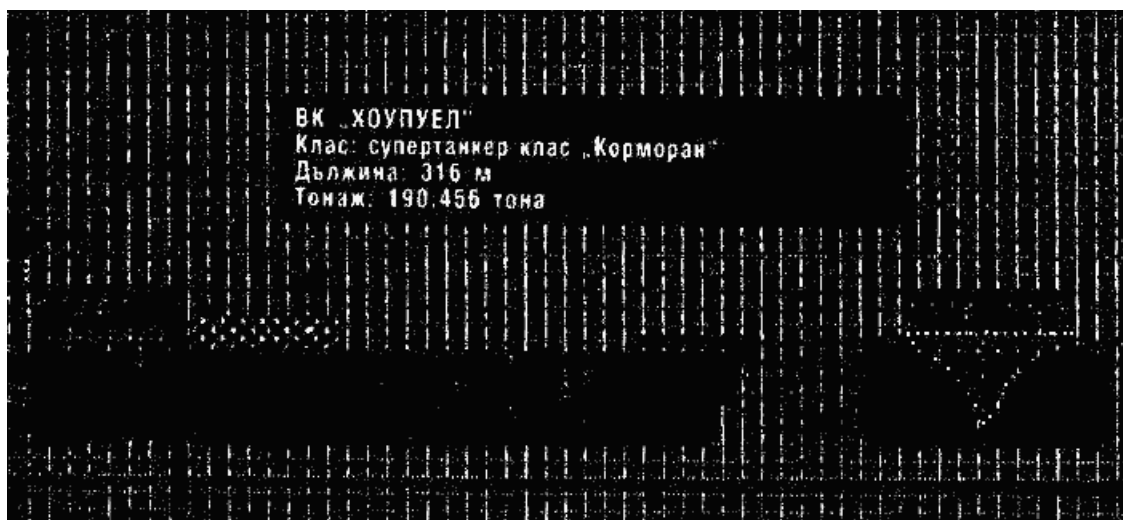 ВК „ХОУПУЕЛ"
Клас: супертанкер клас „Корморан"
Дължина: 316 м
Тонаж: 190.456 тона